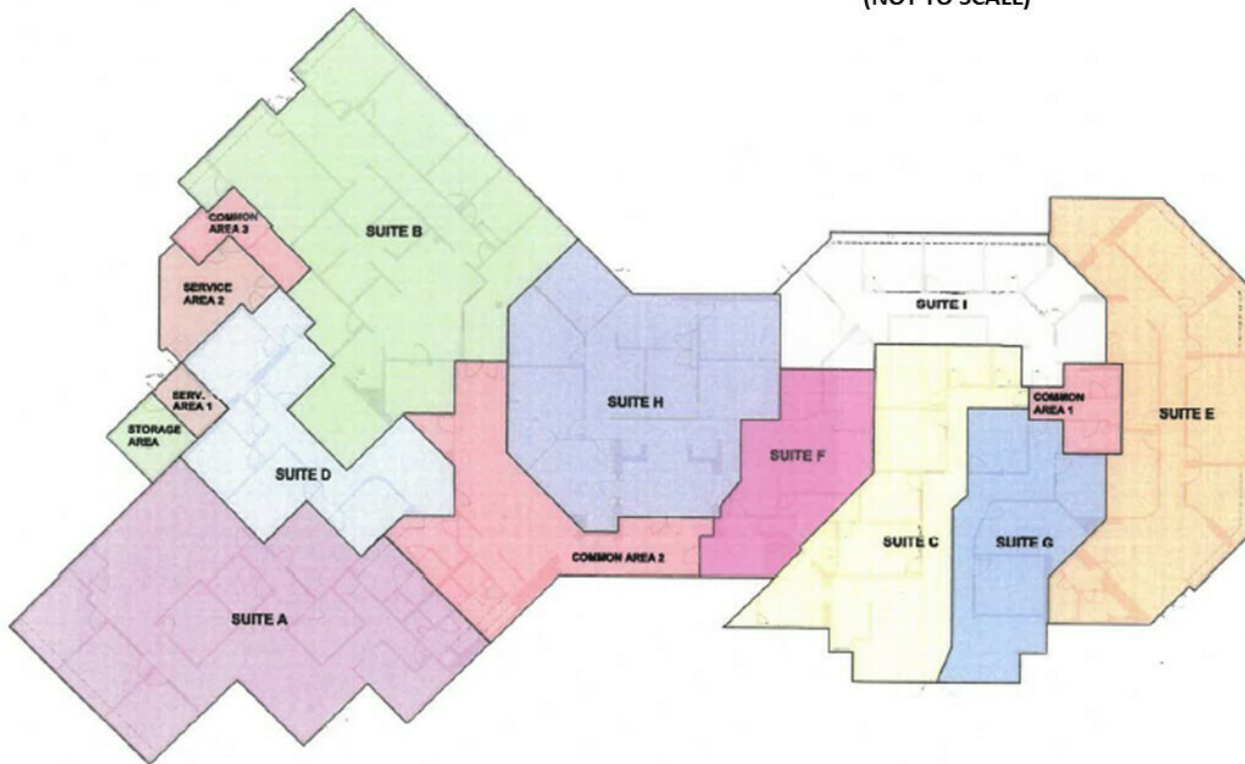 (NOT TO SCALE)
SUITE B
COMMON
AREA 3
SERVICE
AREA 2
SUITE I
SUITE H
SERV.
AREA 1
COMMON
AREA 1
SUITE E
STORAGE
AREA
SUITE F
SUITE D
SUITE C
SUITE G
COMMON AREA 2
SUITE A